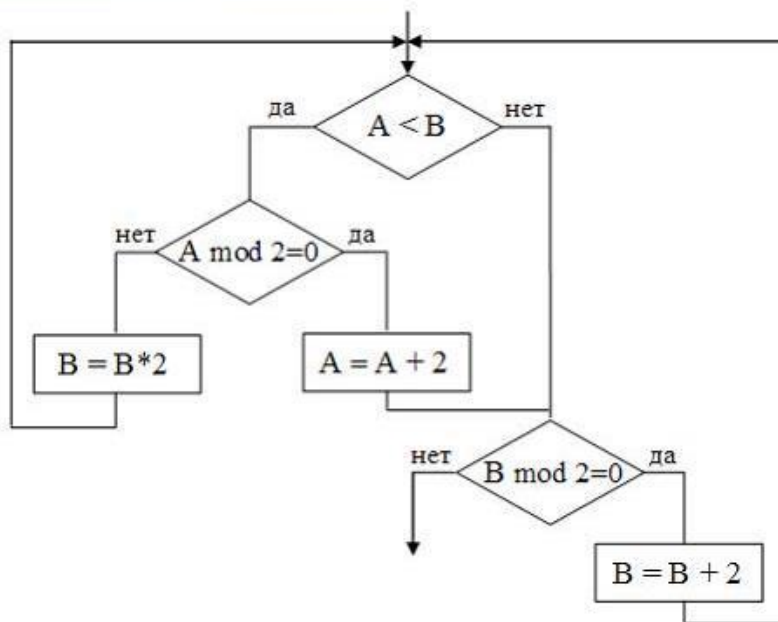 да
A < B
нет
нет
A mod 2=0
да
B = B*2
A = A + 2
нет
B mod 2=0
да
B = B + 2